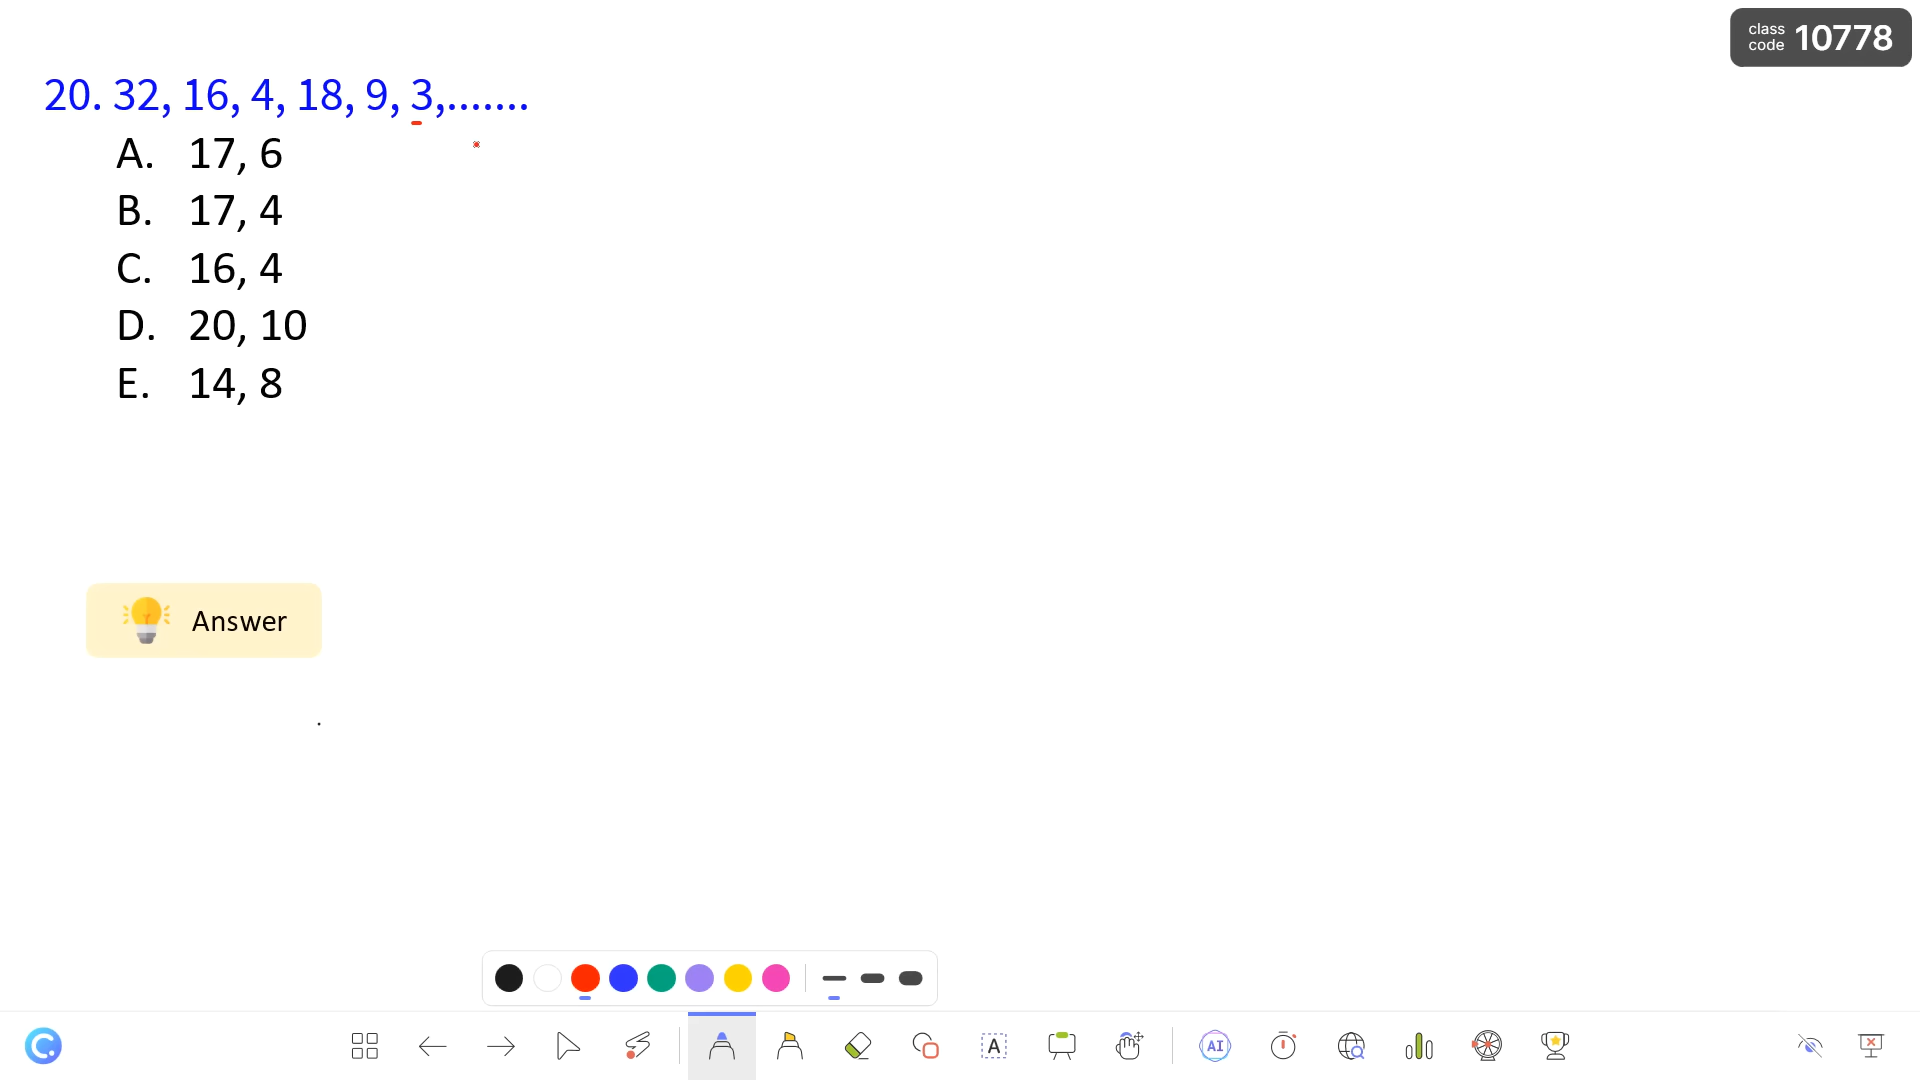 class
code 10778
20. 32, 16, 4, 18, 9, 3,.......
A. 17, 6
B. 17, 4
C. 16, 4
D. 20, 10
E. 14, 8
Answer
A
AI